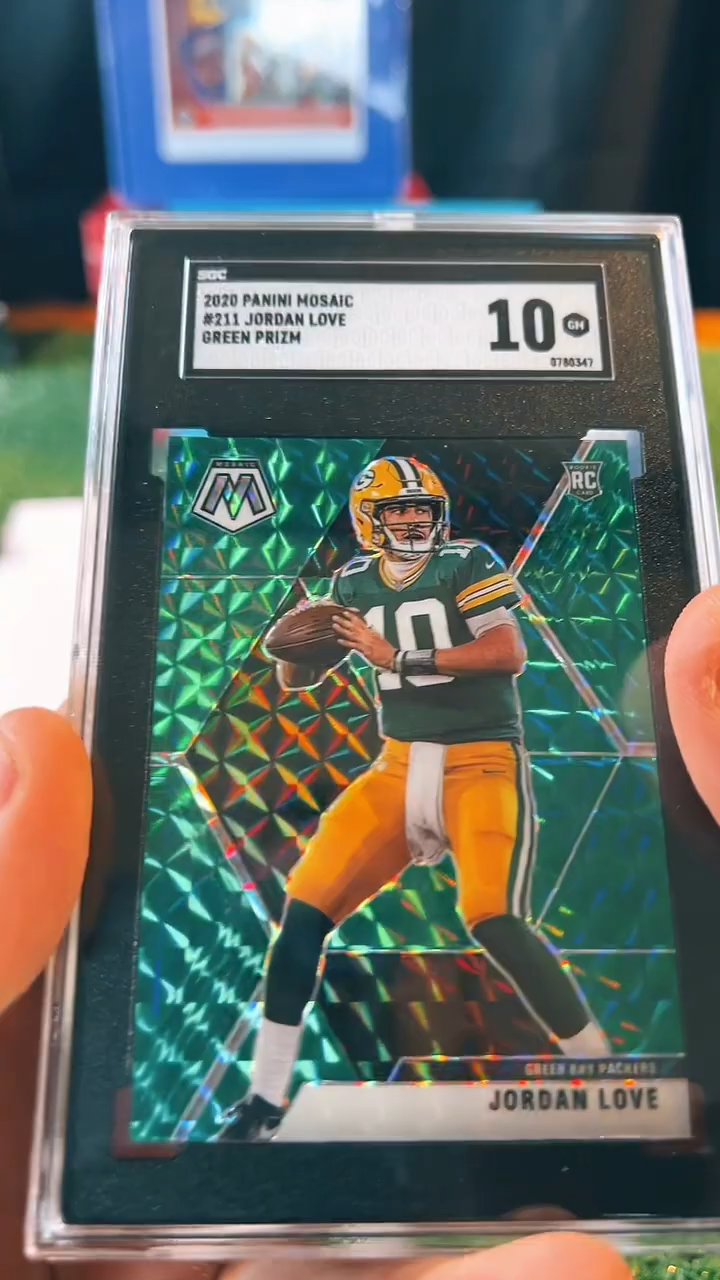 SGC
2020 PANINI MOSAIC
#211 JORDAN LOVE
GREEN PRIZM
10 GM
0780347
MOSAIC
M
ROOKIE
RC
CARD
G
10
10
GREEN BAY PACKERS
JORDAN LOVE